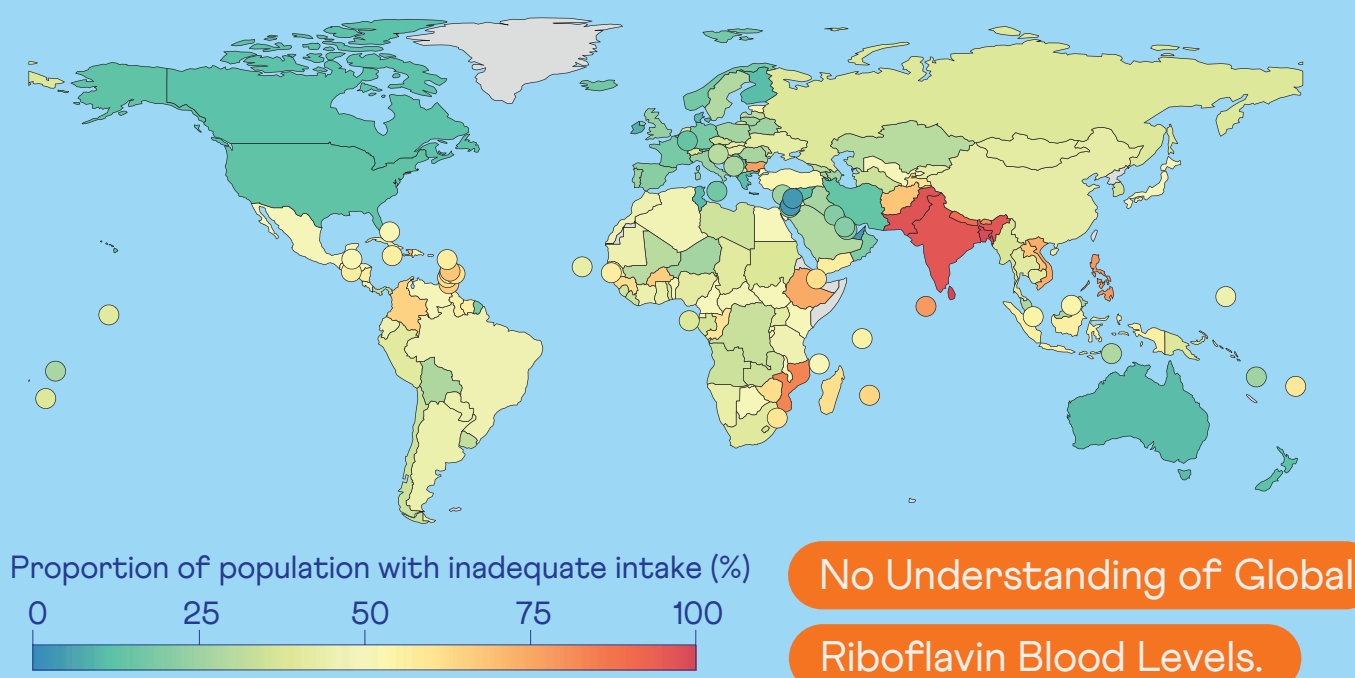 Proportion of population with inadequate intake (%)
0 25 50 75 100
No Understanding of Global
Riboflavin Blood Levels.